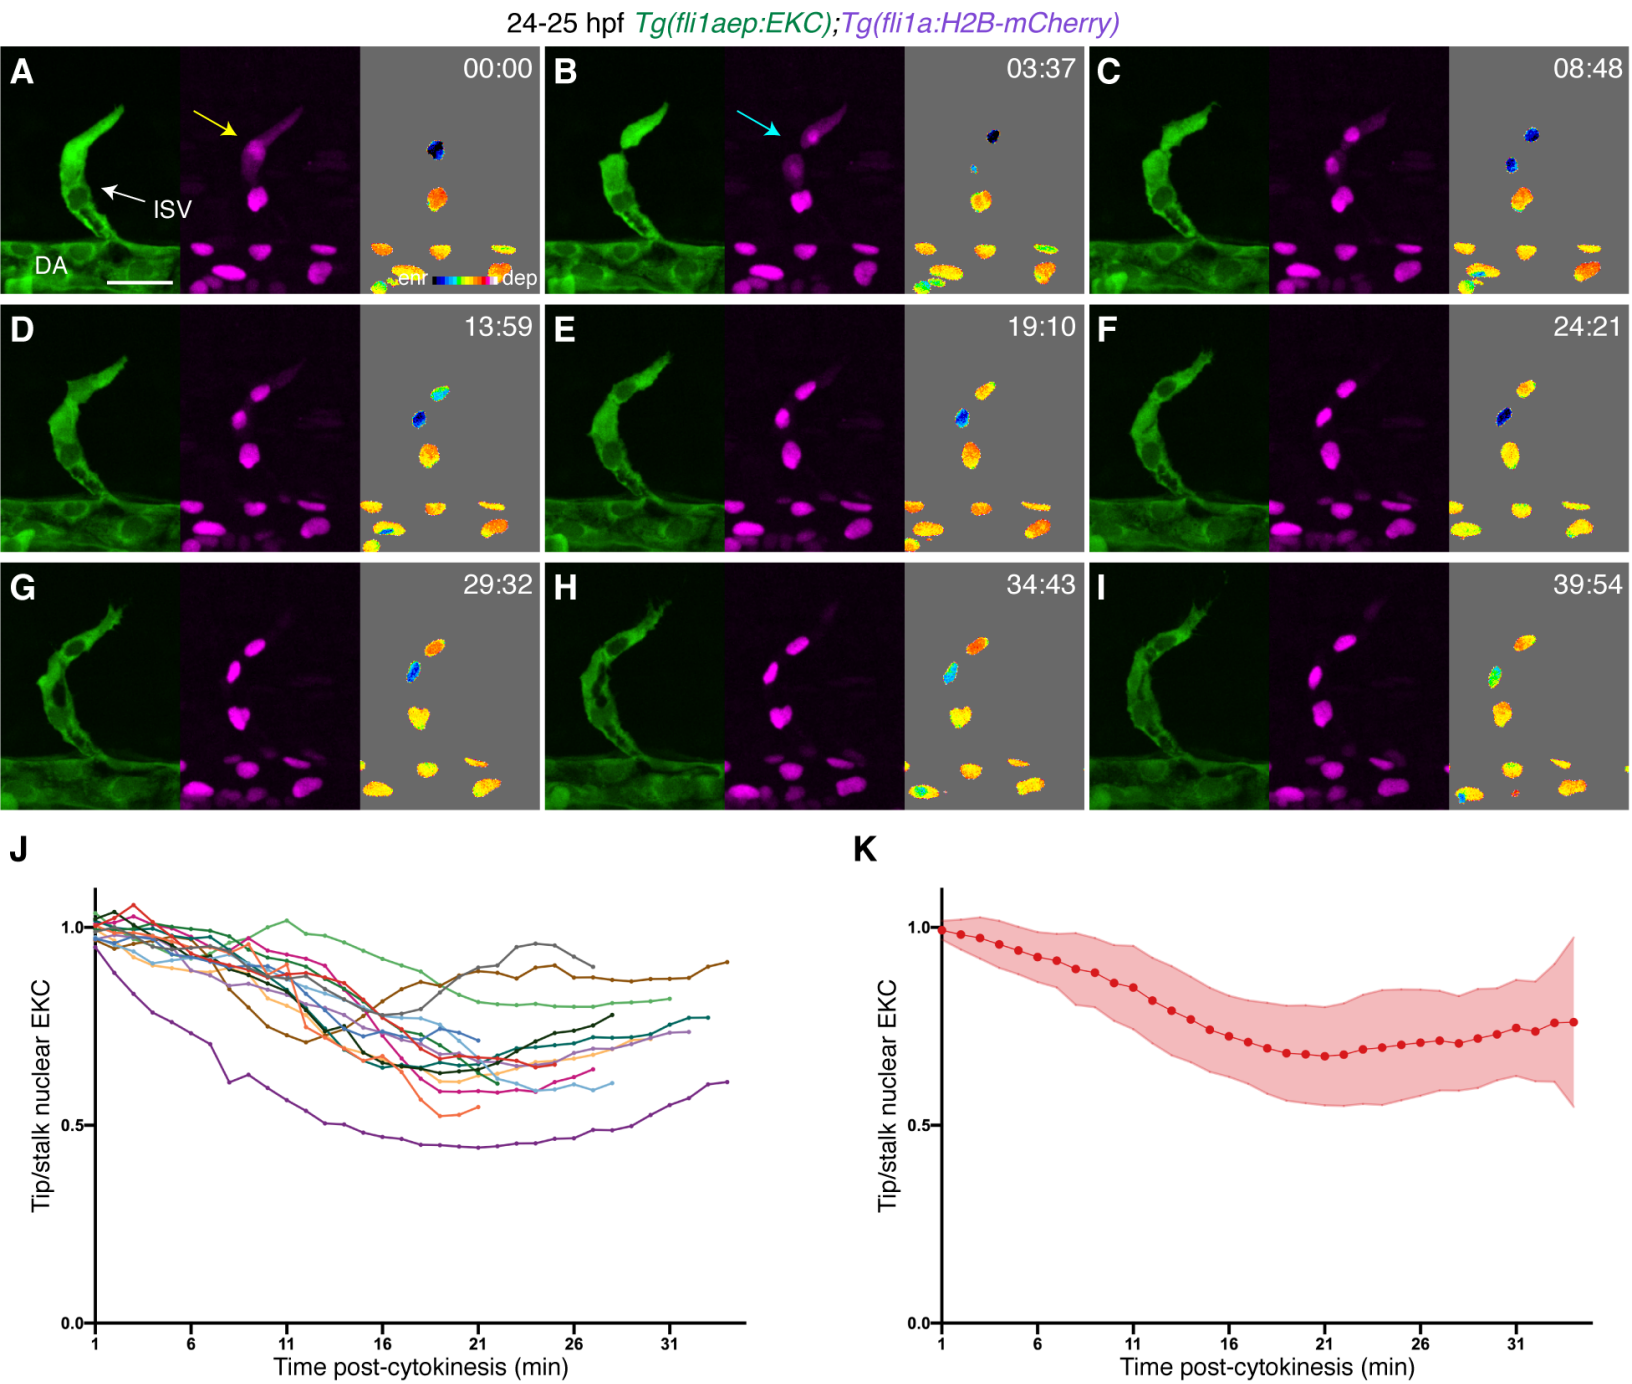 24-25 hpf Tg(fli1aep:EKC);Tg(fli1a:H2B-mCherry)
A 00:00 B 03:37 C 08:48
ISV
DA
enr dep
D 13:59 E 19:10 F 24:21
G 29:32 H 34:43 I 39:54
J
Tip/stalk nuclear EKC
1.0
0.5
0.0
1 6 11 16 21 26 31
Time post-cytokinesis (min)
K
Tip/stalk nuclear EKC
1.0
0.5
0.0
1 6 11 16 21 26 31
Time post-cytokinesis (min)